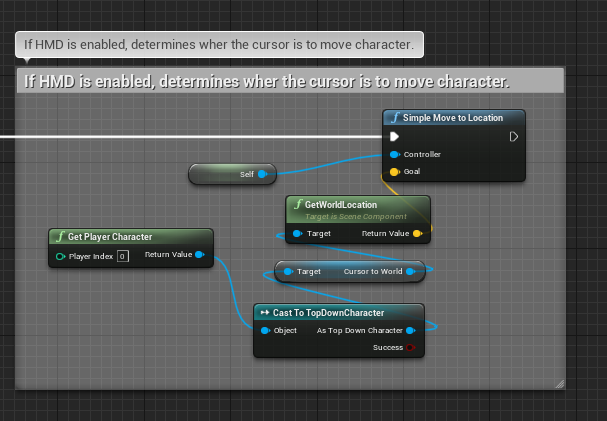 If HMD is enabled, determines wher the cursor is to move character.
If HMD is enabled, determines wher the cursor is to move character.
f Simple Move to Location
Controller
Goal
Self
f GetWorldLocation
Target is Scene Component
Target Return Value
f Get Player Character
Player Index 0 Return Value
Target Cursor to World
Cast To TopDownCharacter
Object As Top Down Character
Success